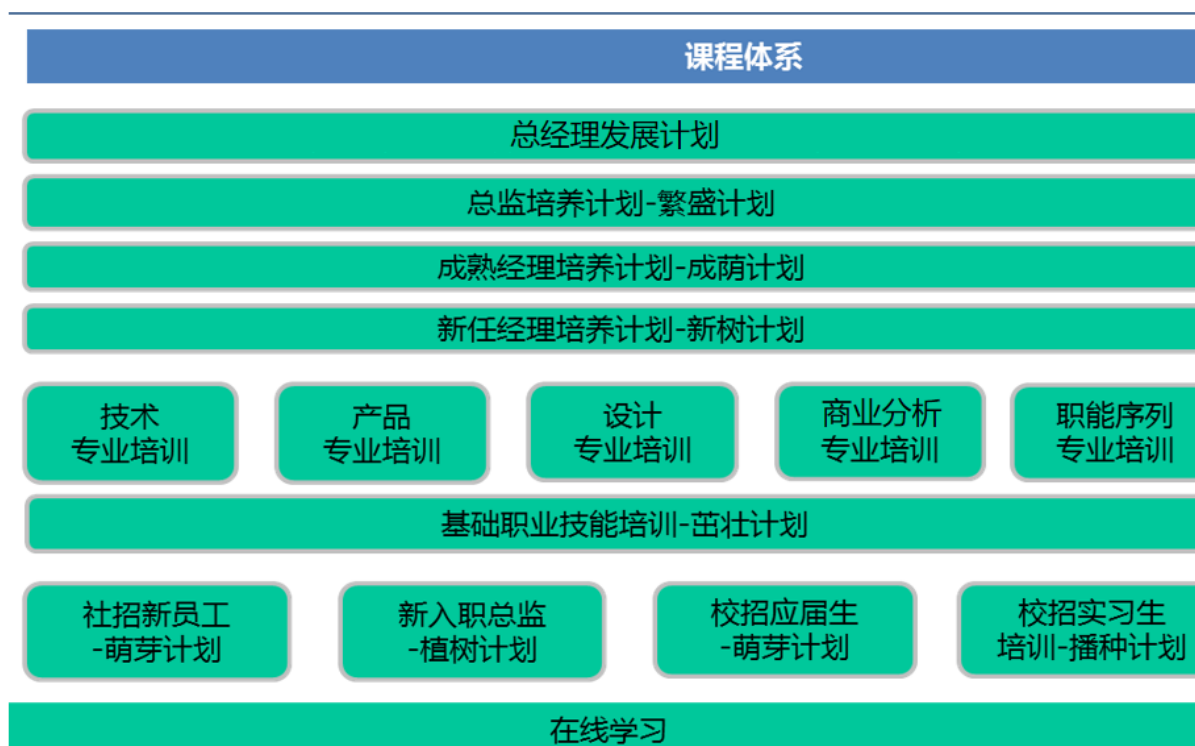 课程体系
总经理发展计划
总监培养计划-繁盛计划
成熟经理培养计划-成荫计划
新任经理培养计划-新树计划
技术
专业培训
产品
专业培训
设计
专业培训
商业分析
专业培训
职能序列
专业培训
基础职业技能培训-茁壮计划
社招新员工
-萌芽计划
新入职总监
-植树计划
校招应届生
-萌芽计划
校招实习生
培训-播种计划
在线学习